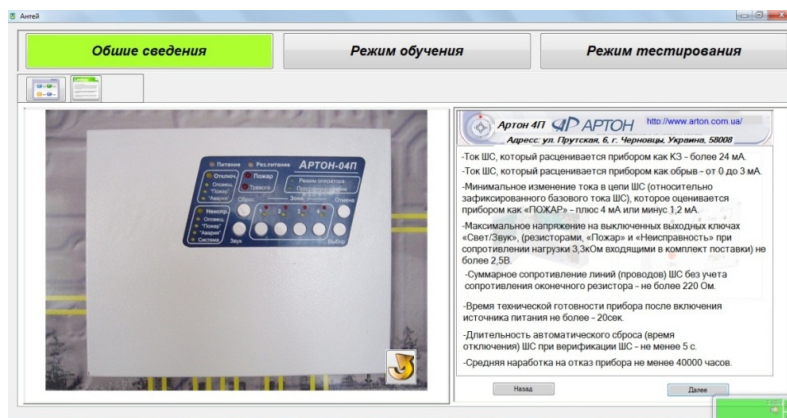 Антей
Обшие сведения
Режим обучения
Режим тестирования
Питание
Рез.питание
АРТОН-04П
Отключ.
Пожар
Оповещ.
Тревога
"Пожар"
"Авария"
Сброс
Зоны
Отмена
Неиспр.
Оповещ.
"Пожар"
"Авария"
Система
Звук
Выбор
Артон 4П АРТОН http://www.arton.com.ua/
Адресс: ул. Прутская, 6, г. Черновцы, Украина, 58008
-Ток ШС, который расценивается прибором как КЗ – более 24 мА.
-Ток ШС, который расценивается прибором как обрыв – от 0 до 3 мА.
-Минимальное изменение тока в цепи ШС (относительно
зафиксированного базового тока ШС), которое оценивается
прибором как «ПОЖАР» – плюс 4 мА или минус 1,2 мА.
-Максимальное напряжение на выключенных выходных ключах
«Свет/Звук», (резисторами, «Пожар» и «Неисправность» при
сопротивлении нагрузки 3,3кОм входящими в комплект поставки) не
более 2,5В.
-Суммарное сопротивление линий (проводов) ШС без учета
сопротивления оконечного резистора – не более 220 Ом.
-Время технической готовности прибора после включения
источника питания не более – 20сек.
-Длительность автоматического сброса (время
отключения) ШС при верификации ШС – не менее 5 с.
-Средняя наработка на отказ прибора не менее 40000 часов.
Назад
Далее